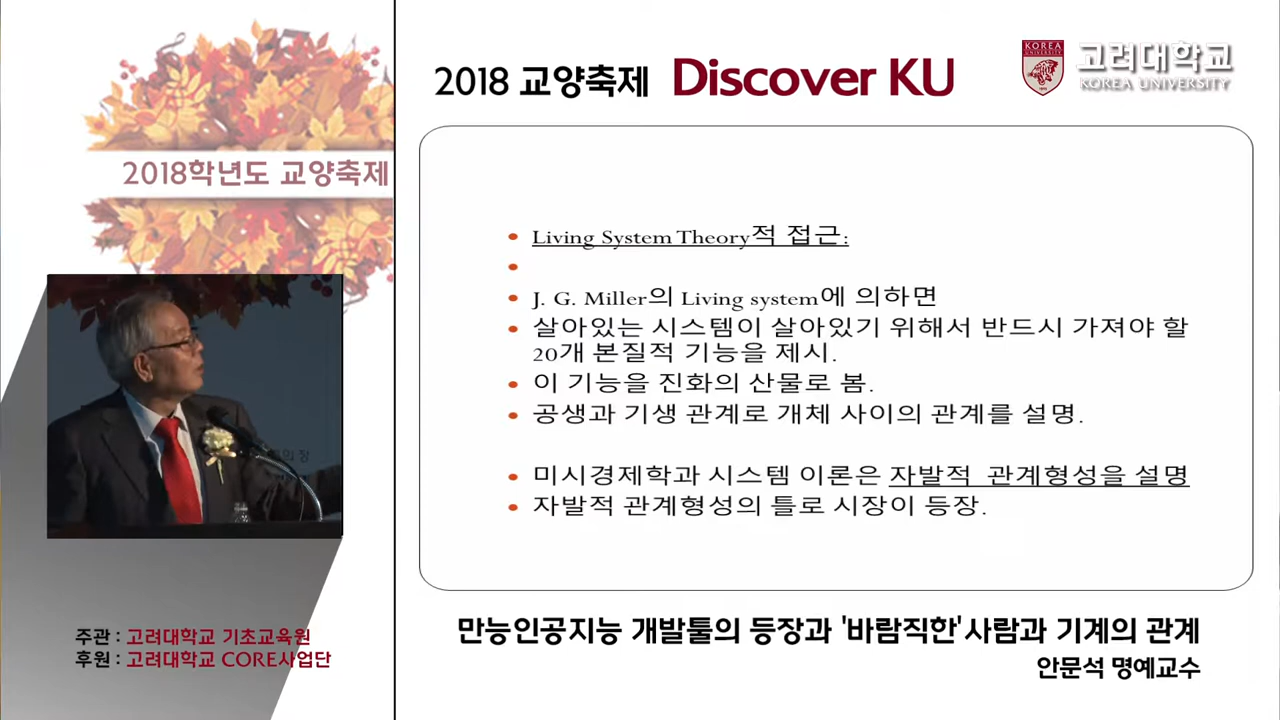 2018학년도 교양축제
주관 : 고려대학교 기초교육원
후원 : 고려대학교 CORE사업단
2018 교양축제 Discover KU
KOREA
고려대학교
KOREA UNIVERSITY
Living System Theory적 접근:
J. G. Miller의 Living system에 의하면
살아있는 시스템이 살아있기 위해서 반드시 가져야 할
20개 본질적 기능을 제시.
이 기능을 진화의 산물로 봄.
공생과 기생 관계로 개체 사이의 관계를 설명.
미시경제학과 시스템 이론은 자발적 관계형성을 설명
자발적 관계형성의 틀로 시장이 등장.
만능인공지능 개발툴의 등장과 '바람직한' 사람과 기계의 관계
안문석 명예교수